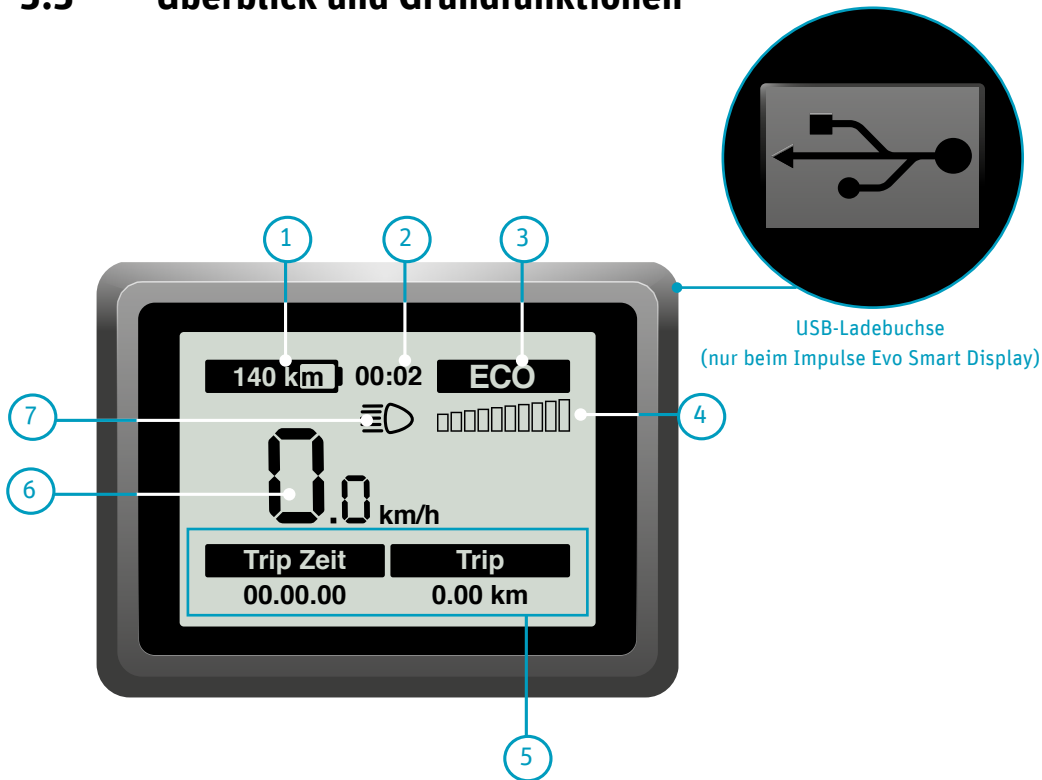 Überblick und Grundfunktionen
USB-Ladebuchse
(nur beim Impulse Evo Smart Display)
1
2
3
140 km 00:02 ECO
7
4
6
0.0 km/h
Trip Zeit Trip
00.00.00 0.00 km
5